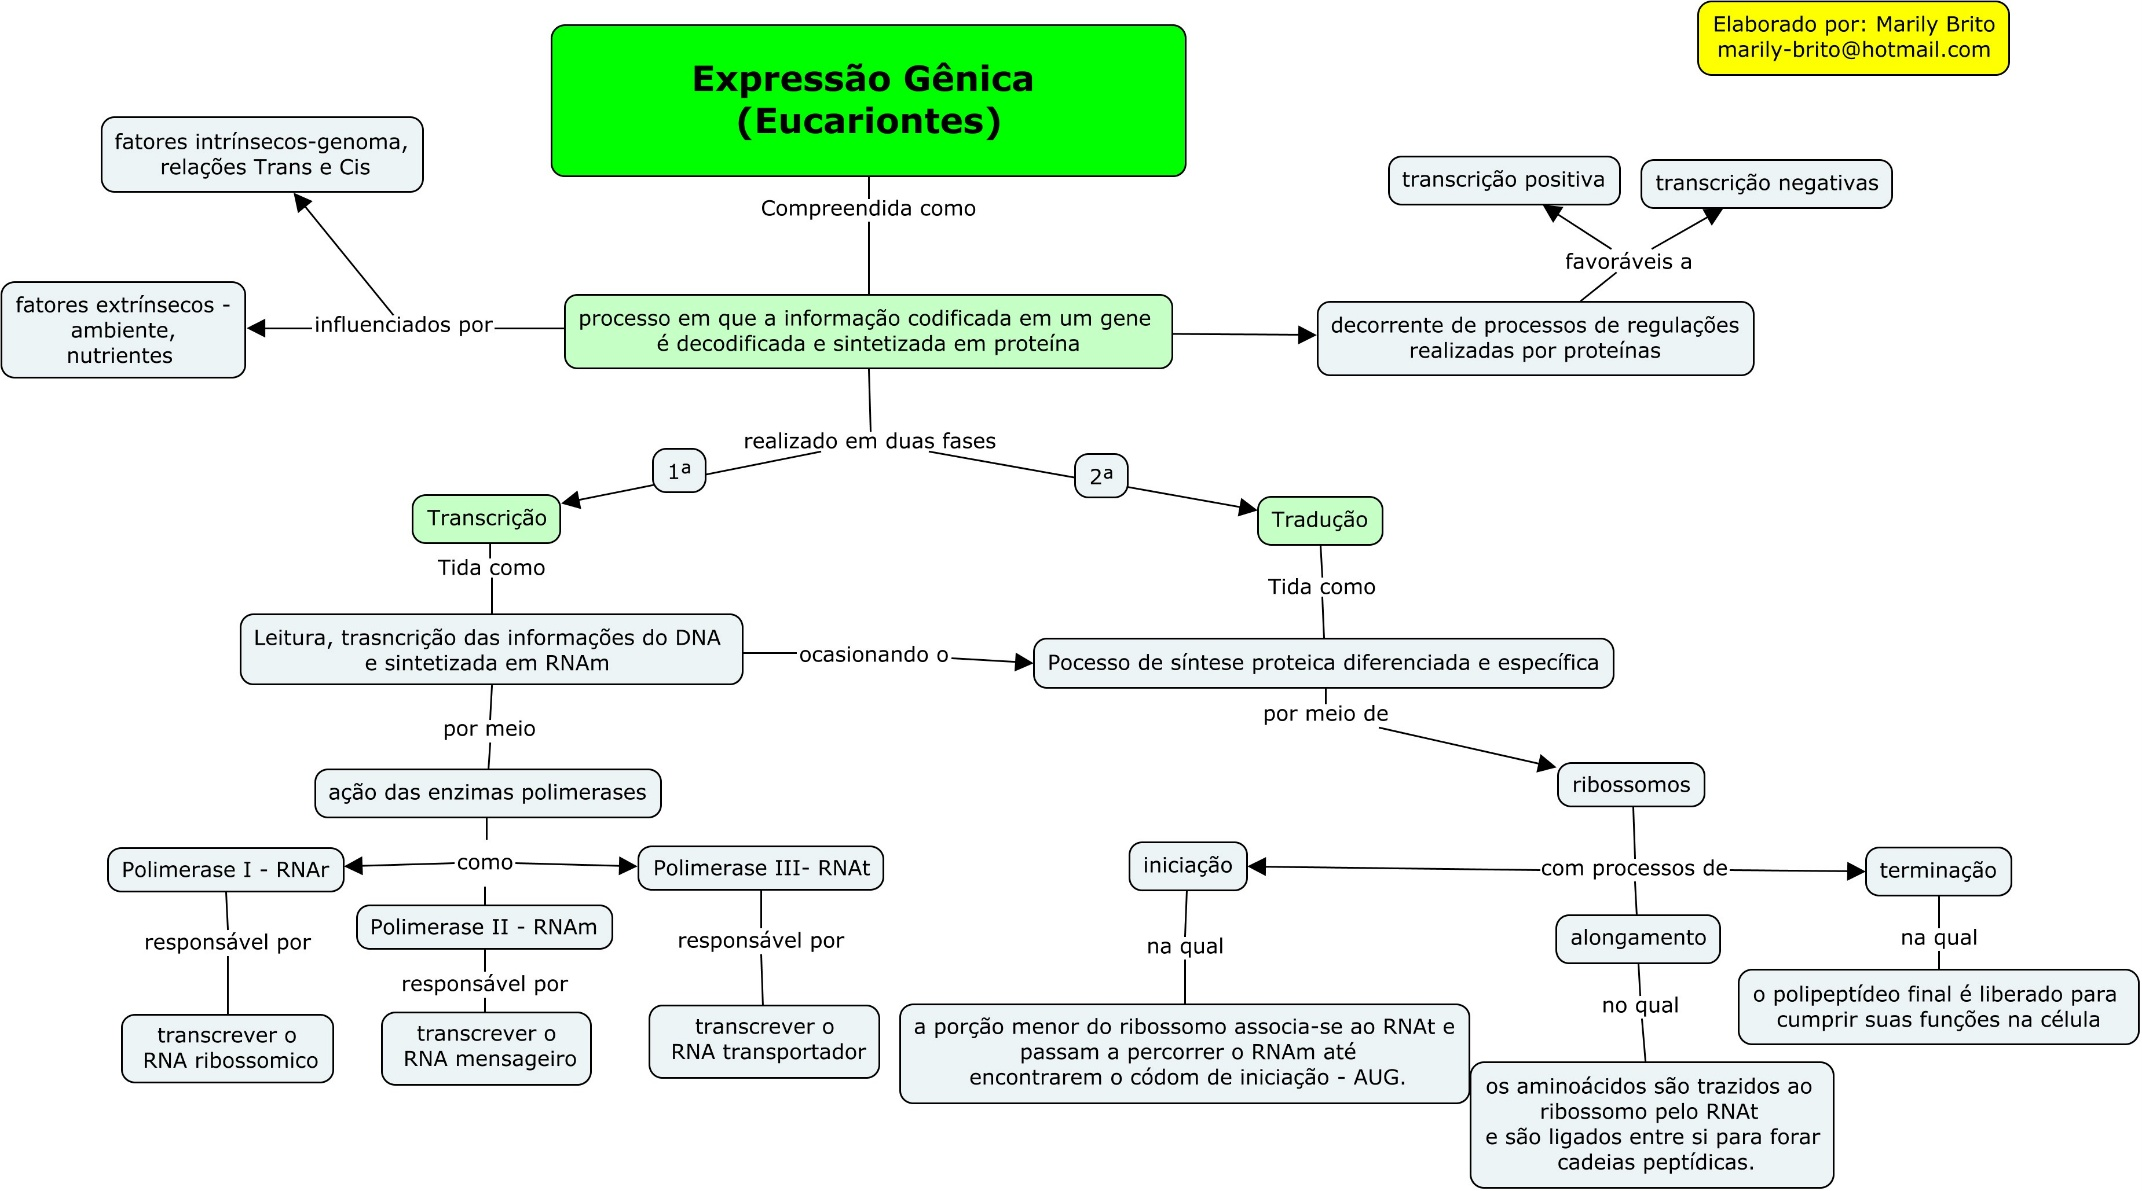 Elaborado por: Marily Brito
marily-brito@hotmail.com
Expressão Gênica
(Eucariontes)
fatores intrínsecos-genoma,
relações Trans e Cis
transcrição positiva
transcrição negativas
Compreendida como
favoráveis a
fatores extrínsecos -
ambiente,
nutrientes
influenciados por
processo em que a informação codificada em um gene
é decodificada e sintetizada em proteína
decorrente de processos de regulações
realizadas por proteínas
realizado em duas fases
1ª
2ª
Transcrição
Tradução
Tida como
Tida como
Leitura, trasncrição das informações do DNA
e sintetizada em RNAm
ocasionando o
Pocesso de síntese proteica diferenciada e específica
por meio
por meio de
ação das enzimas polimerases
ribossomos
Polimerase I - RNAr
como
Polimerase III- RNAt
iniciação
com processos de
terminação
Polimerase II - RNAm
alongamento
responsável por
responsável por
responsável por
na qual
no qual
na qual
transcrever o
RNA ribossomico
transcrever o
RNA mensageiro
transcrever o
RNA transportador
a porção menor do ribossomo associa-se ao RNAt e
passam a percorrer o RNAm até
encontrarem o códom de iniciação - AUG.
o polipeptídeo final é liberado para
cumprir suas funções na célula
os aminoácidos são trazidos ao
ribossomo pelo RNAt
e são ligados entre si para forar
cadeias peptídicas.